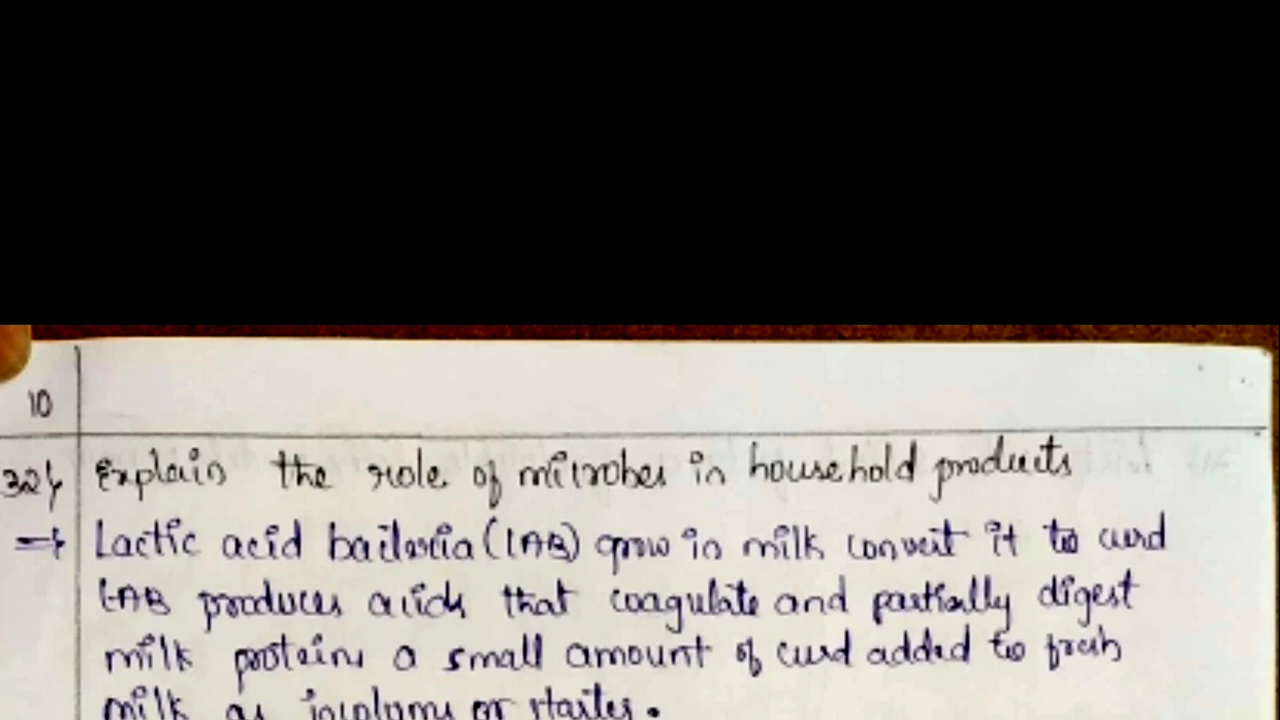 10
32} Explain the role of microbes in household products
→ Lactic acid bacteria (LAB) grow in milk convert it to curd
LAB produces acids that coagulate and partially digest
milk proteins a small amount of curd added to fresh
milk as or starter.